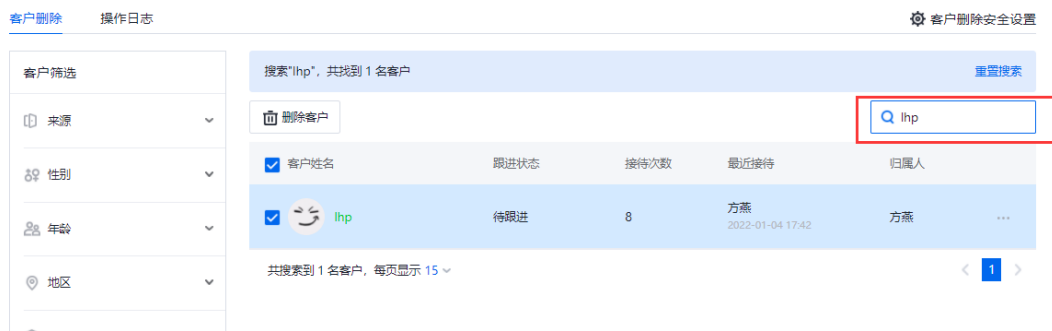 客户删除 操作日志 客户删除安全设置
客户筛选
来源
性别
年龄
地区
搜索"lhp"，共找到 1 名客户 重置搜索
删除客户 lhp
客户姓名 跟进状态 接待次数 最近接待 归属人
lhp 待跟进 8 方燕 方燕 ...
2022-01-04 17:42
共搜索到 1 名客户，每页显示 15
< 1 >